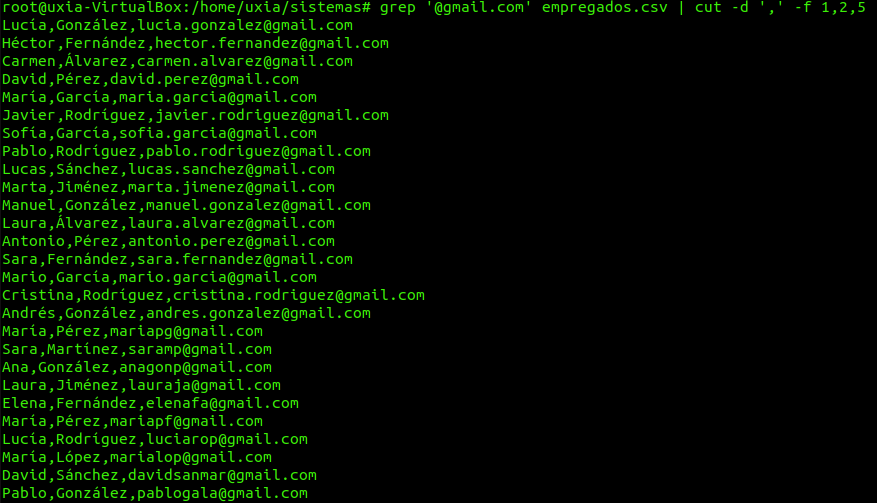 root@uxia-VirtualBox:/home/uxia/sistemas# grep '@gmail.com' empregados.csv | cut -d ',' -f 1,2,5
Lucía,González,lucia.gonzalez@gmail.com
Héctor,Fernández,hector.fernandez@gmail.com
Carmen,Álvarez,carmen.alvarez@gmail.com
David,Pérez,david.perez@gmail.com
María,García,maria.garcia@gmail.com
Javier,Rodríguez,javier.rodriguez@gmail.com
Sofía,García,sofia.garcia@gmail.com
Pablo,Rodríguez,pablo.rodriguez@gmail.com
Lucas,Sánchez,lucas.sanchez@gmail.com
Marta,Jiménez,marta.jimenez@gmail.com
Manuel,González,manuel.gonzalez@gmail.com
Laura,Álvarez,laura.alvarez@gmail.com
Antonio,Pérez,antonio.perez@gmail.com
Sara,Fernández,sara.fernandez@gmail.com
Mario,García,mario.garcia@gmail.com
Cristina,Rodríguez,cristina.rodriguez@gmail.com
Andrés,González,andres.gonzalez@gmail.com
María,Pérez,mariapg@gmail.com
Sara,Martínez,saramp@gmail.com
Ana,González,anagonp@gmail.com
Laura,Jiménez,lauraja@gmail.com
Elena,Fernández,elenafa@gmail.com
María,Pérez,mariapf@gmail.com
Lucía,Rodríguez,luciarop@gmail.com
María,López,marialop@gmail.com
David,Sánchez,davidsanmar@gmail.com
Pablo,González,pablogala@gmail.com